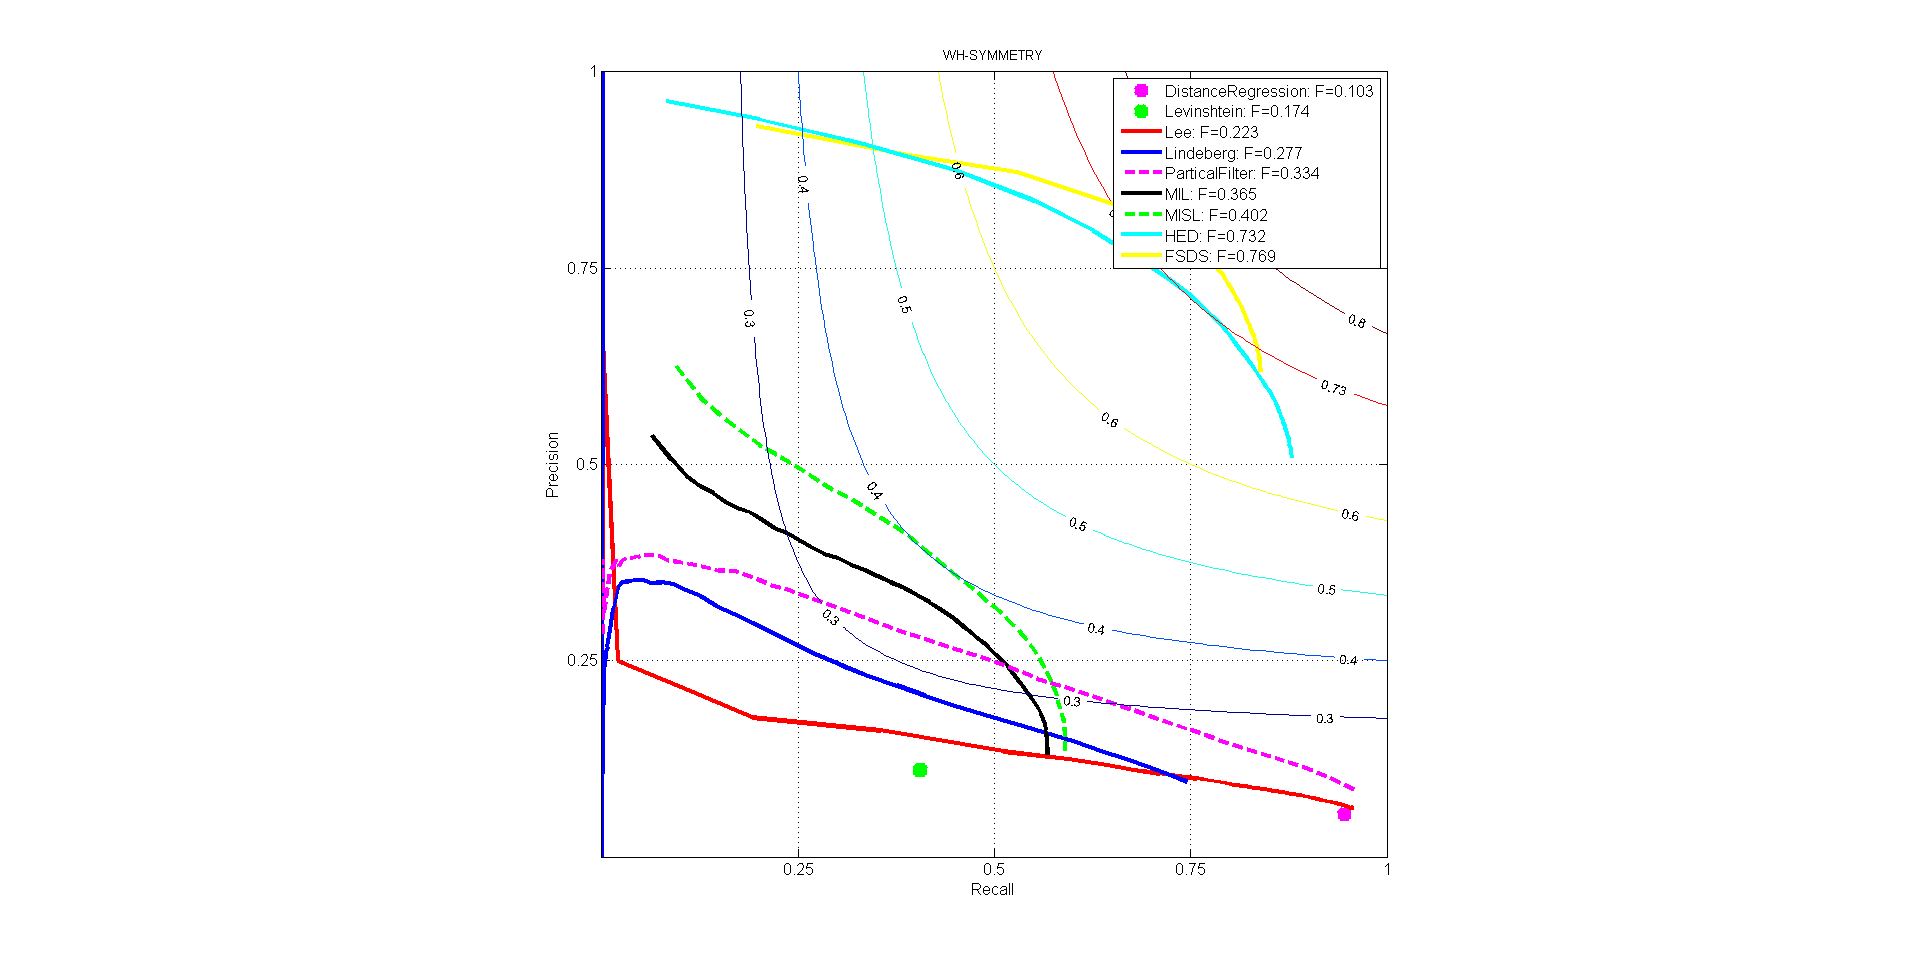 WH-SYMMETRY
DistanceRegression: F=0.103
Levinshtein: F=0.174
Lee: F=0.223
Lindeberg: F=0.277
ParticalFilter: F=0.334
MIL: F=0.365
MISL: F=0.402
HED: F=0.732
FSDS: F=0.769
1
0.75
0.5
0.25
Precision
0.25
0.5
0.75
1
Recall
0.6
0.4
0.5
0.3
0.8
0.73
0.6
0.4
0.6
0.5
0.5
0.3
0.4
0.4
0.3
0.3